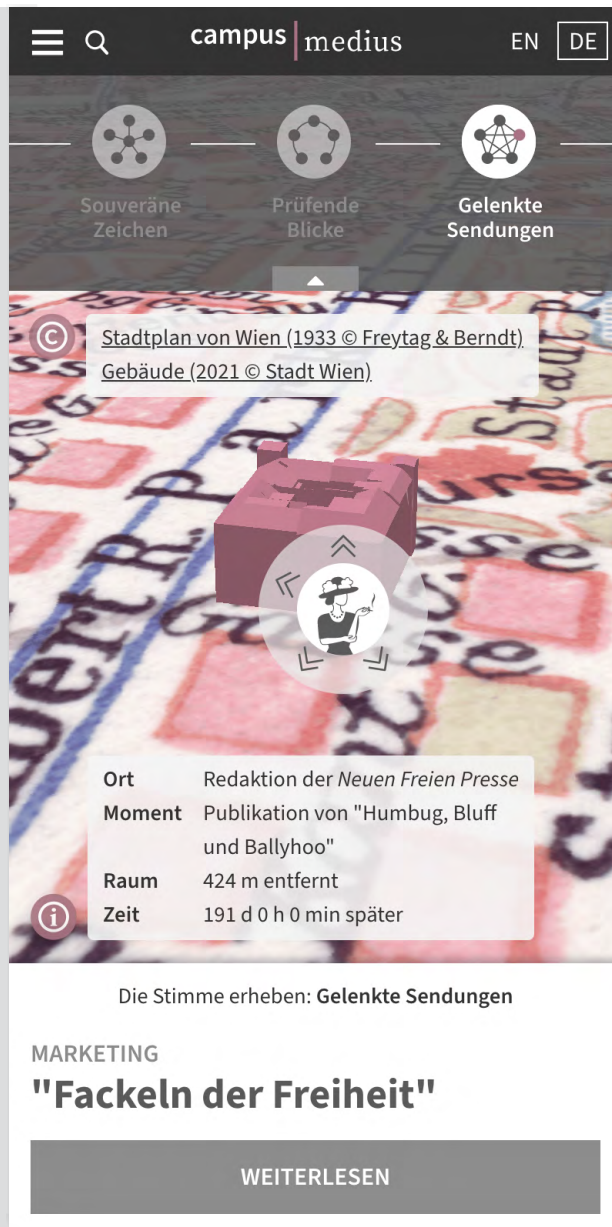 campus medius
EN DE
Souveräne
Zeichen
Prüfende
Blicke
Gelenkte
Sendungen
©
Stadtplan von Wien (1933 © Freytag & Berndt)
Gebäude (2021 © Stadt Wien)
Ort Redaktion der Neuen Freien Presse
Moment Publikation von "Humbug, Bluff
und Ballyhoo"
Raum 424 m entfernt
Zeit 191 d 0 h 0 min später
i
Die Stimme erheben: Gelenkte Sendungen
MARKETING
"Fackeln der Freiheit"
WEITERLESEN